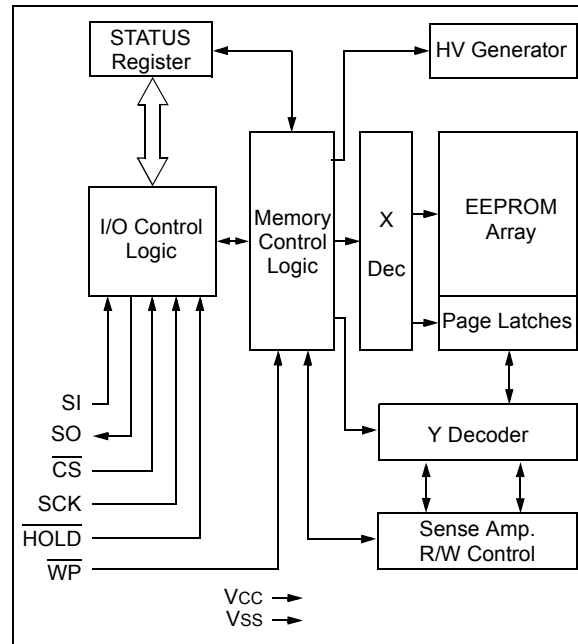 STATUS
Register
HV Generator
I/O Control
Logic
Memory
Control
Logic
X
Dec
EEPROM
Array
Page Latches
SI
SO
CS
SCK
HOLD
WP
Y Decoder
Sense Amp.
R/W Control
VCC
VSS